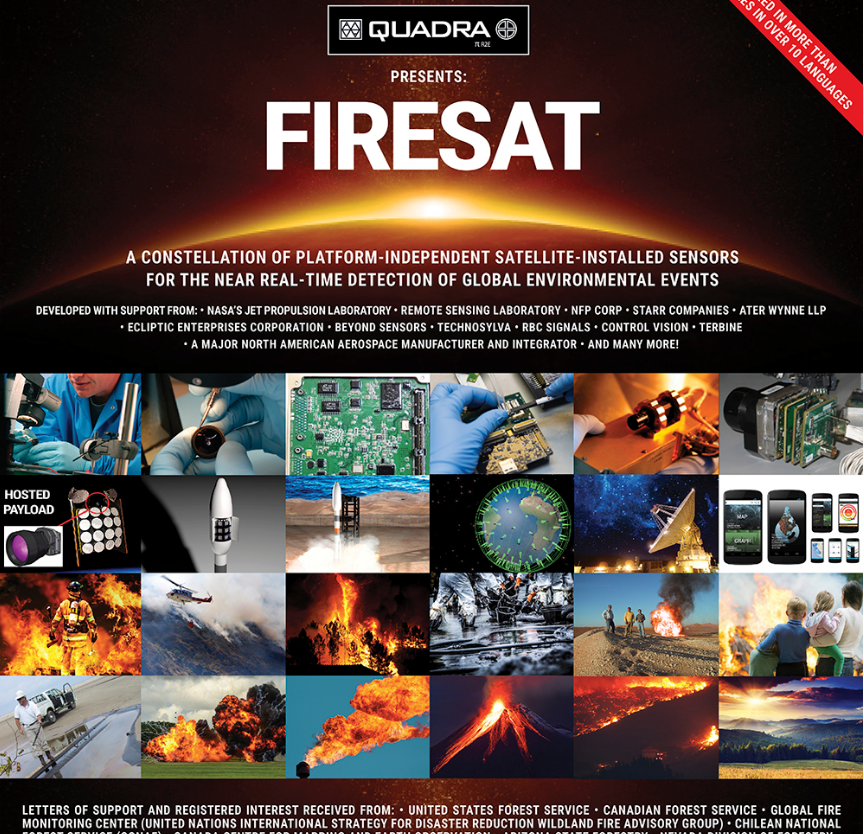 QUADRA
π R2E
ED IN MORE THAN
ES IN OVER 10 LANGUAGES
PRESENTS:
FIRESAT
A CONSTELLATION OF PLATFORM-INDEPENDENT SATELLITE-INSTALLED SENSORS
FOR THE NEAR REAL-TIME DETECTION OF GLOBAL ENVIRONMENTAL EVENTS
DEVELOPED WITH SUPPORT FROM: • NASA'S JET PROPULSION LABORATORY • REMOTE SENSING LABORATORY • NFP CORP • STARR COMPANIES • ATER WYNNE LLP
• ECLIPTIC ENTERPRISES CORPORATION • BEYOND SENSORS • TECHNOSYLVA • RBC SIGNALS • CONTROL VISION • TERBINE
• A MAJOR NORTH AMERICAN AEROSPACE MANUFACTURER AND INTEGRATOR • AND MANY MORE!
HOSTED
PAYLOAD
MAP
GRAPH
LETTERS OF SUPPORT AND REGISTERED INTEREST RECEIVED FROM: • UNITED STATES FOREST SERVICE • CANADIAN FOREST SERVICE • GLOBAL FIRE
MONITORING CENTER (UNITED NATIONS INTERNATIONAL STRATEGY FOR DISASTER REDUCTION WILDLAND FIRE ADVISORY GROUP) • CHILEAN NATIONAL